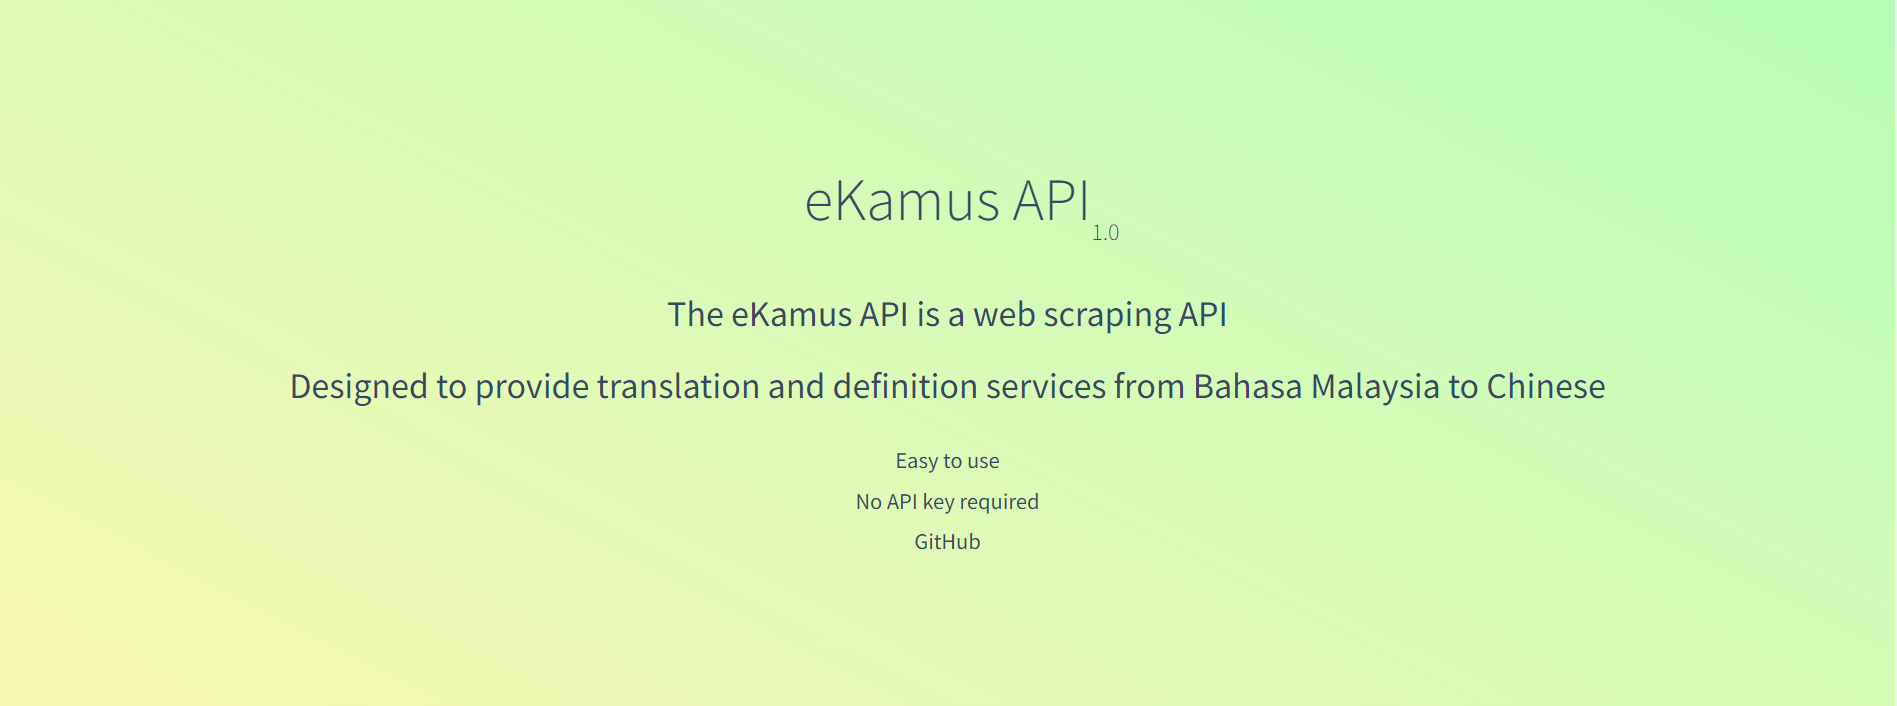 eKamus API 1.0
The eKamus API is a web scraping API
Designed to provide translation and definition services from Bahasa Malaysia to Chinese
Easy to use
No API key required
GitHub